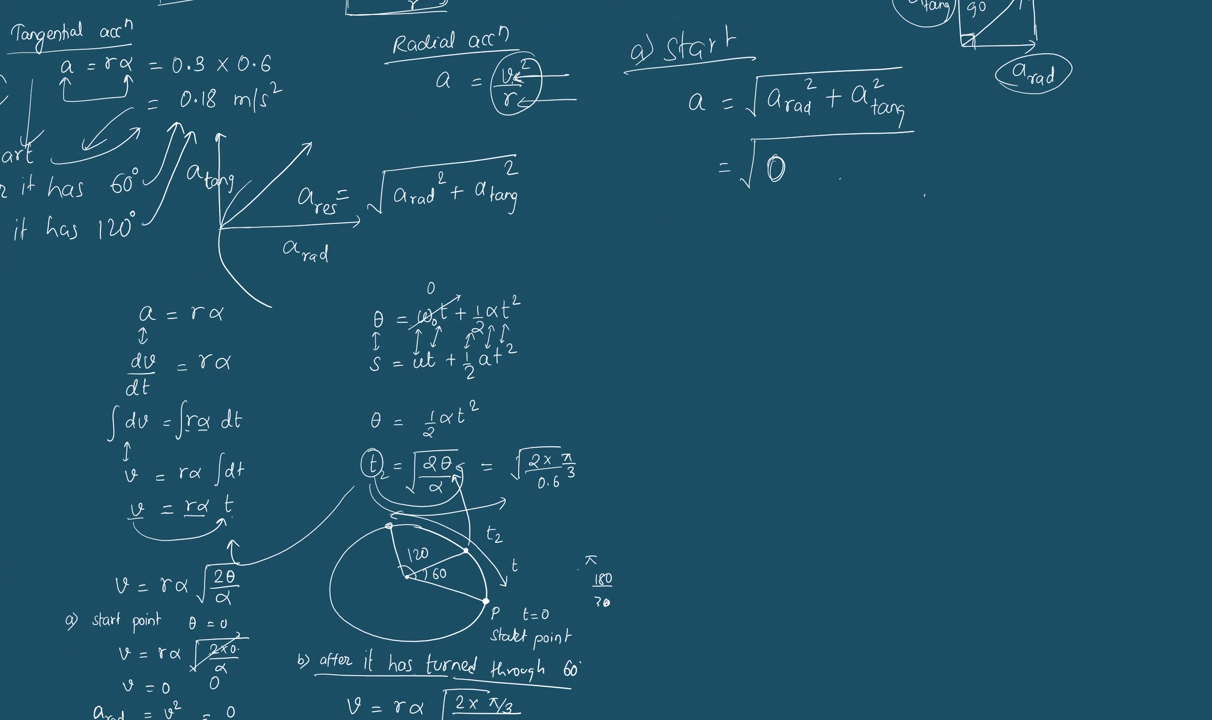 Tangential accⁿ
a = rα = 0.3 × 0.6
= 0.18 m/s²
art
it has 60°
it has 120°
r
Radial accⁿ
a = v²/r
a_tang
a_rad
a_res = √(a_rad² + a_tang²)
a) start
a = √(a_rad² + a_tang²)
= √0
a_tang
90
a_rad
a = rα
dv/dt = rα
∫dv = ∫rα dt
v = rα ∫dt
v = rα t
v = rα √(2θ/α)
a) start point θ = 0
v = rα √(2×0/α)
v = 0 0
a_rad = v² = 0
0
θ = ω₀t + ½αt²
S = ut + ½at²
θ = ½αt²
t₂ = √(2θ/α) = √(2× π/3 / 0.6)
120
60
t₂
t
P t=0
start point
π
180
b) after it has turned through 60°
v = rα √(2× π/3